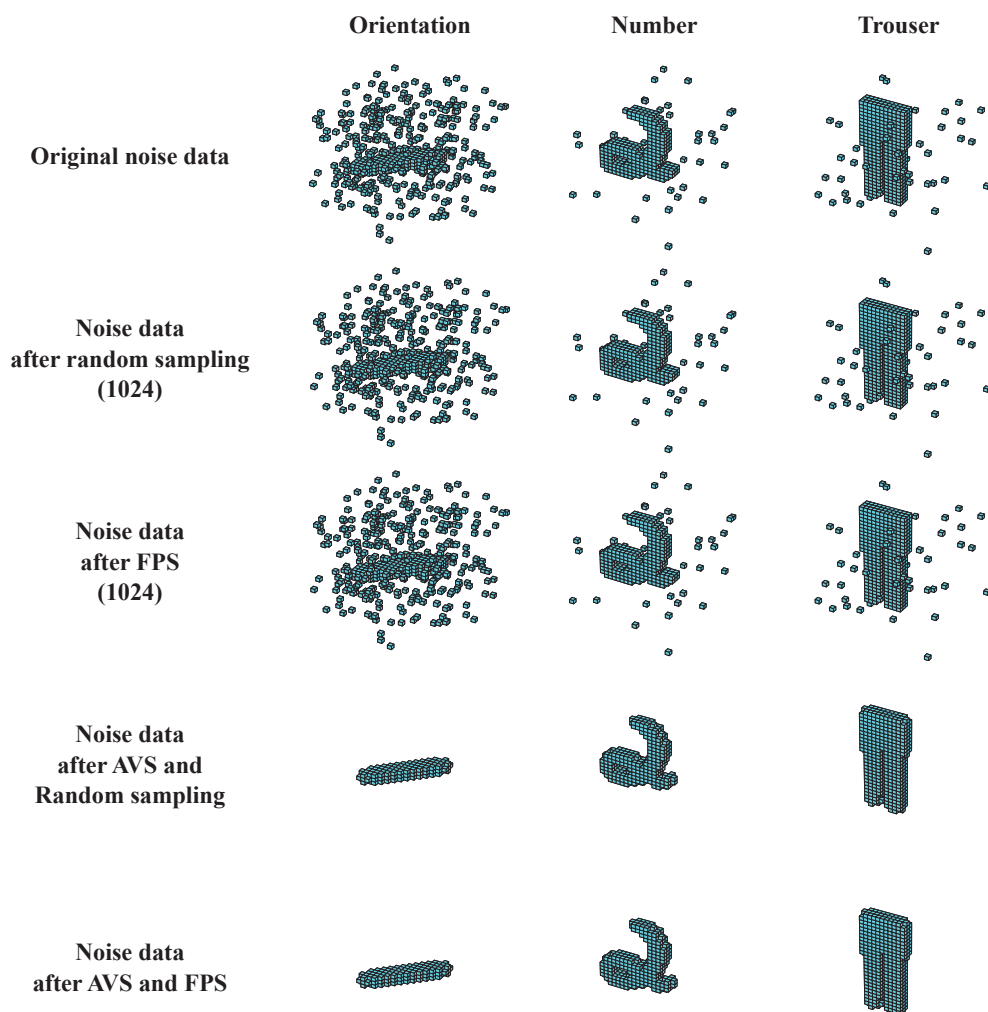 Orientation Number Trouser
Original noise data
Noise data
after random sampling
(1024)
Noise data
after FPS
(1024)
Noise data
after AVS and
Random sampling
Noise data
after AVS and FPS